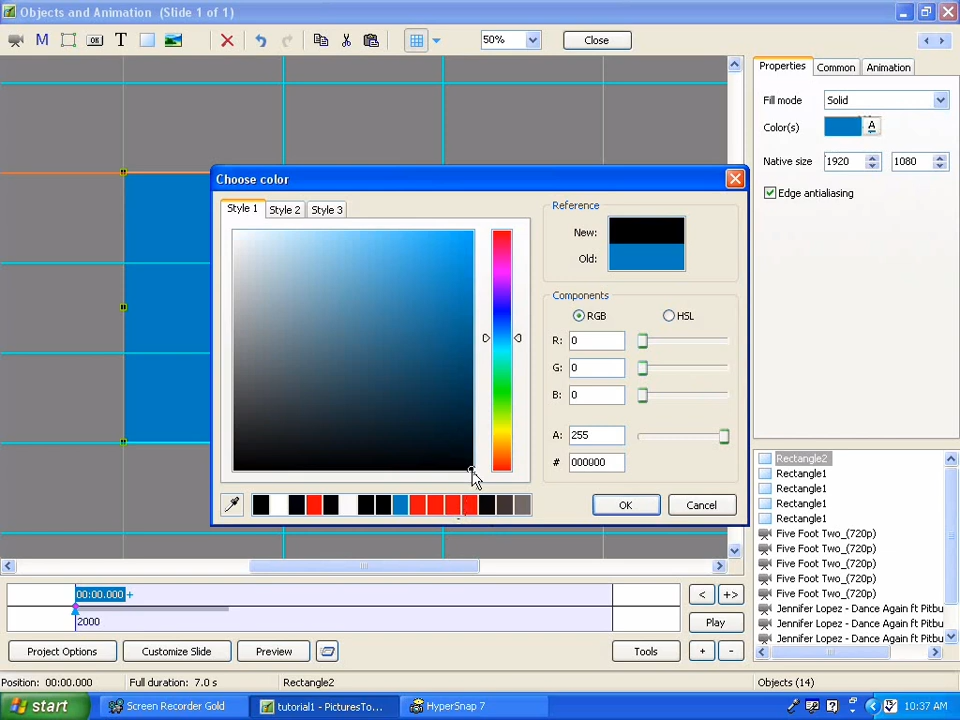 Objects and Animation (Slide 1 of 1)
M OK T 50% Close
Properties Common Animation
Fill mode Solid
Color(s) A
Native size 1920 1080
Edge antialiasing
Choose color
Style 1 Style 2 Style 3
Reference
New:
Old:
Components
RGB HSL
R: 0
G: 0
B: 0
A: 255
# 000000
OK Cancel
Rectangle2
Rectangle1
Rectangle1
Rectangle1
Rectangle1
Five Foot Two_(720p)
Five Foot Two_(720p)
Five Foot Two_(720p)
Five Foot Two_(720p)
Five Foot Two_(720p)
Jennifer Lopez - Dance Again ft Pitbu
Jennifer Lopez - Dance Again ft Pitbu
Jennifer Lopez - Dance Again ft Pitbu
00:00.000 +
2000
< +>
Play
Project Options Customize Slide Preview Tools + -
Position: 00:00.000 Full duration: 7.0 s Rectangle2 Objects (14)
start Screen Recorder Gold tutorial1 - PicturesTo... HyperSnap 7 10:37 AM